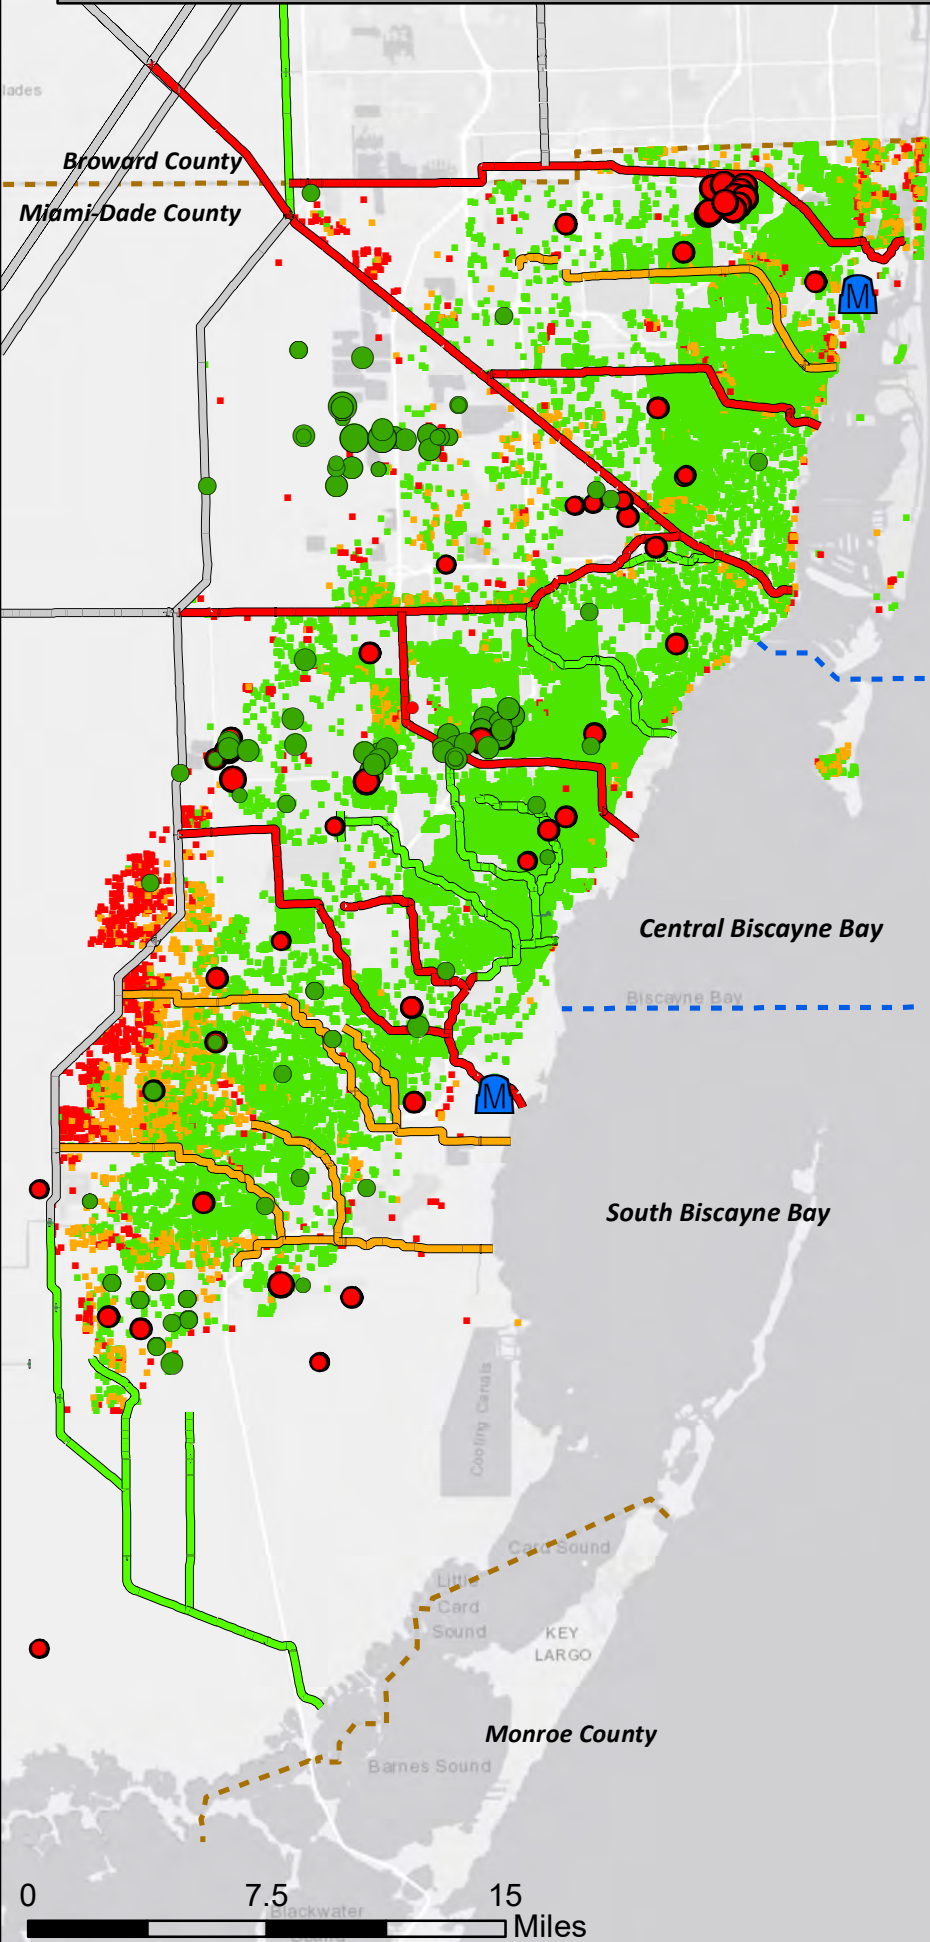 lades
Broward County
Miami-Dade County
M
Central Biscayne Bay
Biscayne Bay
M
South Biscayne Bay
Cooling Canals
Card Sound
Little
Card
Sound
KEY
LARGO
Monroe County
Barnes Sound
0 7.5 15
Blackwater
Sound
Miles